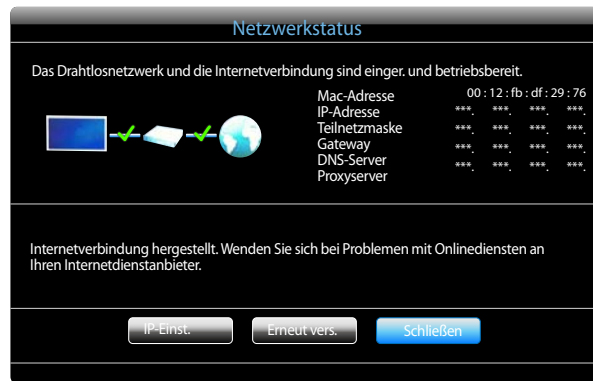 Netzwerkstatus
Das Drahtlosnetzwerk und die Internetverbindung sind einger. und betriebsbereit.
Mac-Adresse 00 : 12 : fb : df : 29 : 76
IP-Adresse ***. ***. ***. ***.
Teilnetzmaske ***. ***. ***. ***.
Gateway ***. ***. ***. ***.
DNS-Server ***. ***. ***. ***.
Proxyserver
Internetverbindung hergestellt. Wenden Sie sich bei Problemen mit Onlinediensten an
Ihren Internetdienstanbieter.
IP-Einst. Erneut vers. Schließen